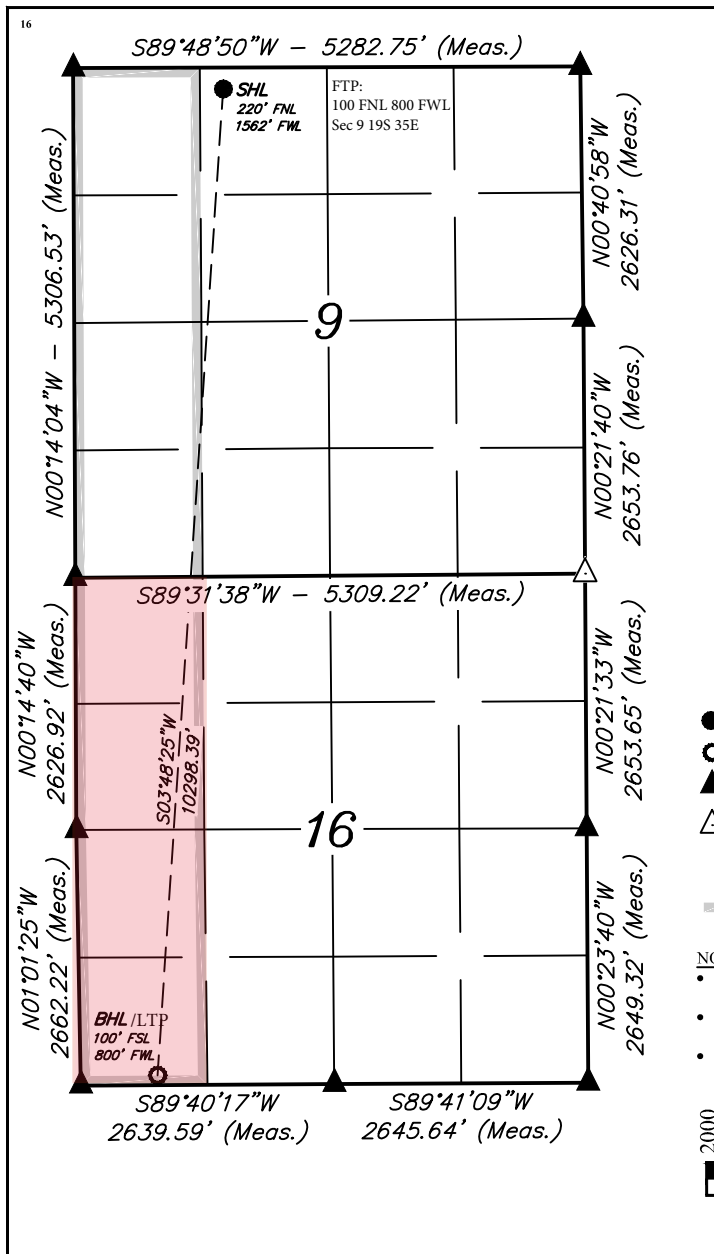 16
S89°48'50"W – 5282.75' (Meas.)
SHL
220' FNL
1562' FWL
FTP:
100 FNL 800 FWL
Sec 9 19S 35E
N00°14'04"W – 5306.53' (Meas.)
N00°40'58"W
2626.31' (Meas.)
9
N00°21'40"W
2653.76' (Meas.)
S89°31'38"W – 5309.22' (Meas.)
N00°14'40"W
2626.92' (Meas.)
S03°48'25"W
10298.39'
N00°21'33"W
2653.65' (Meas.)
16
N01°01'25"W
2662.22' (Meas.)
N00°23'40"W
2649.32' (Meas.)
BHL /LTP
100' FSL
800' FWL
S89°40'17"W
2639.59' (Meas.)
S89°41'09"W
2645.64' (Meas.)
NO
2000